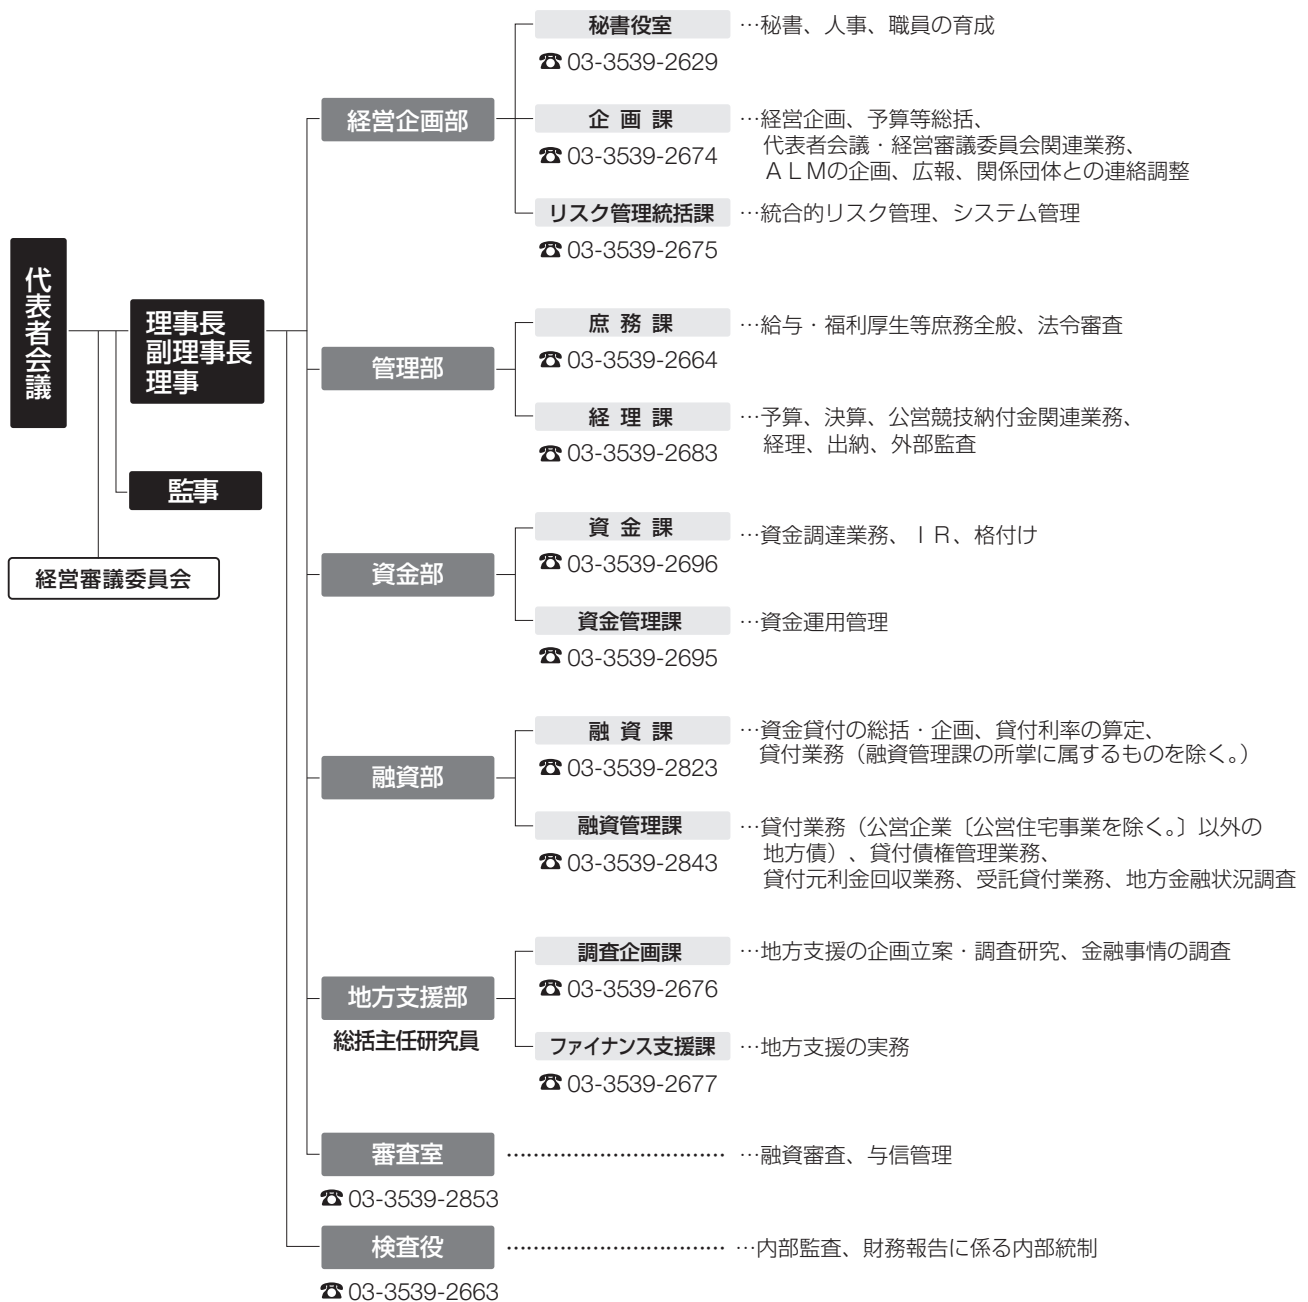 代表者会議
理事長
副理事長
理事
監事
経営審議委員会
経営企画部
秘書役室 …秘書、人事、職員の育成
☎ 03-3539-2629
企画課 …経営企画、予算等総括、
代表者会議・経営審議委員会関連業務、
ＡＬＭの企画、広報、関係団体との連絡調整
☎ 03-3539-2674
リスク管理統括課 …統合的リスク管理、システム管理
☎ 03-3539-2675
管理部
庶務課 …給与・福利厚生等庶務全般、法令審査
☎ 03-3539-2664
経理課 …予算、決算、公営競技納付金関連業務、
経理、出納、外部監査
☎ 03-3539-2683
資金部
資金課 …資金調達業務、ＩＲ、格付け
☎ 03-3539-2696
資金管理課 …資金運用管理
☎ 03-3539-2695
融資部
融資課 …資金貸付の総括・企画、貸付利率の算定、
貸付業務（融資管理課の所掌に属するものを除く。）
☎ 03-3539-2823
融資管理課 …貸付業務（公営企業〔公営住宅事業を除く。〕以外の
地方債）、貸付債権管理業務、
貸付元利金回収業務、受託貸付業務、地方金融状況調査
☎ 03-3539-2843
地方支援部
総括主任研究員
調査企画課 …地方支援の企画立案・調査研究、金融事情の調査
☎ 03-3539-2676
ファイナンス支援課 …地方支援の実務
☎ 03-3539-2677
審査室 …融資審査、与信管理
☎ 03-3539-2853
検査役 …内部監査、財務報告に係る内部統制
☎ 03-3539-2663